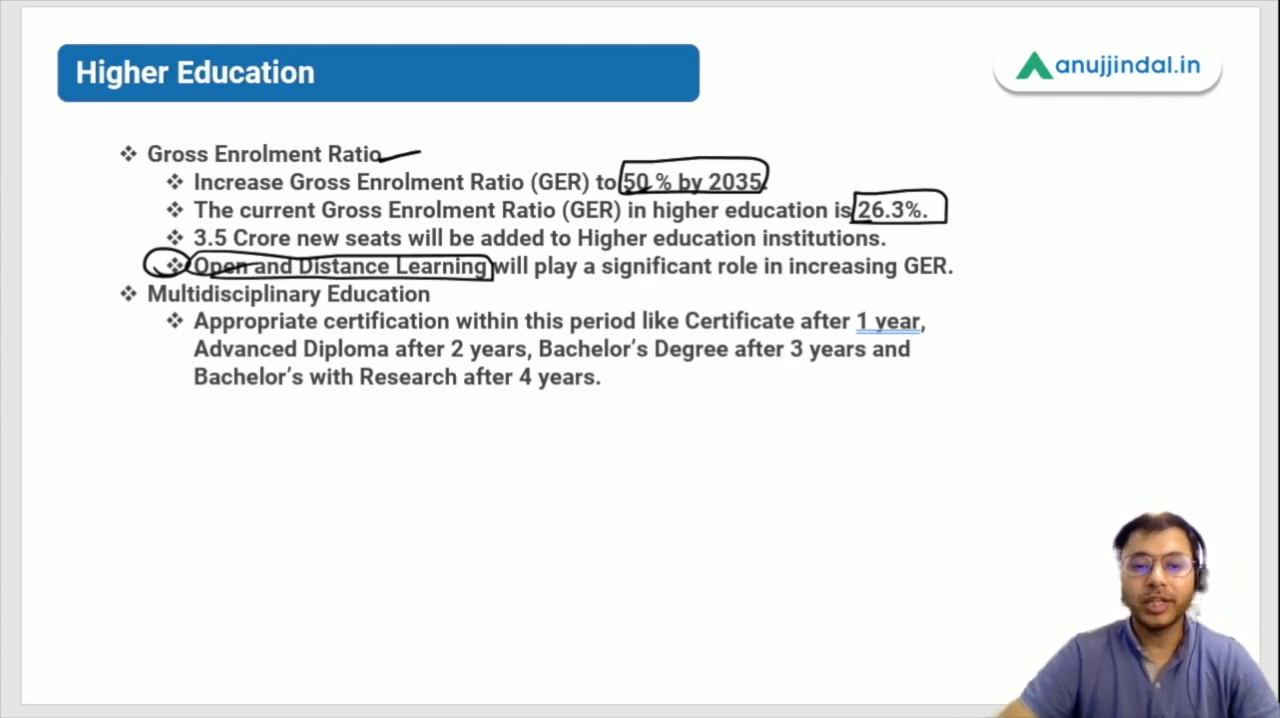 Higher Education
anujjindal.in
❖ Gross Enrolment Ratio
❖ Increase Gross Enrolment Ratio (GER) to 50 % by 2035.
❖ The current Gross Enrolment Ratio (GER) in higher education is 26.3%.
❖ 3.5 Crore new seats will be added to Higher education institutions.
❖ Open and Distance Learning will play a significant role in increasing GER.
❖ Multidisciplinary Education
❖ Appropriate certification within this period like Certificate after 1 year,
Advanced Diploma after 2 years, Bachelor’s Degree after 3 years and
Bachelor’s with Research after 4 years.